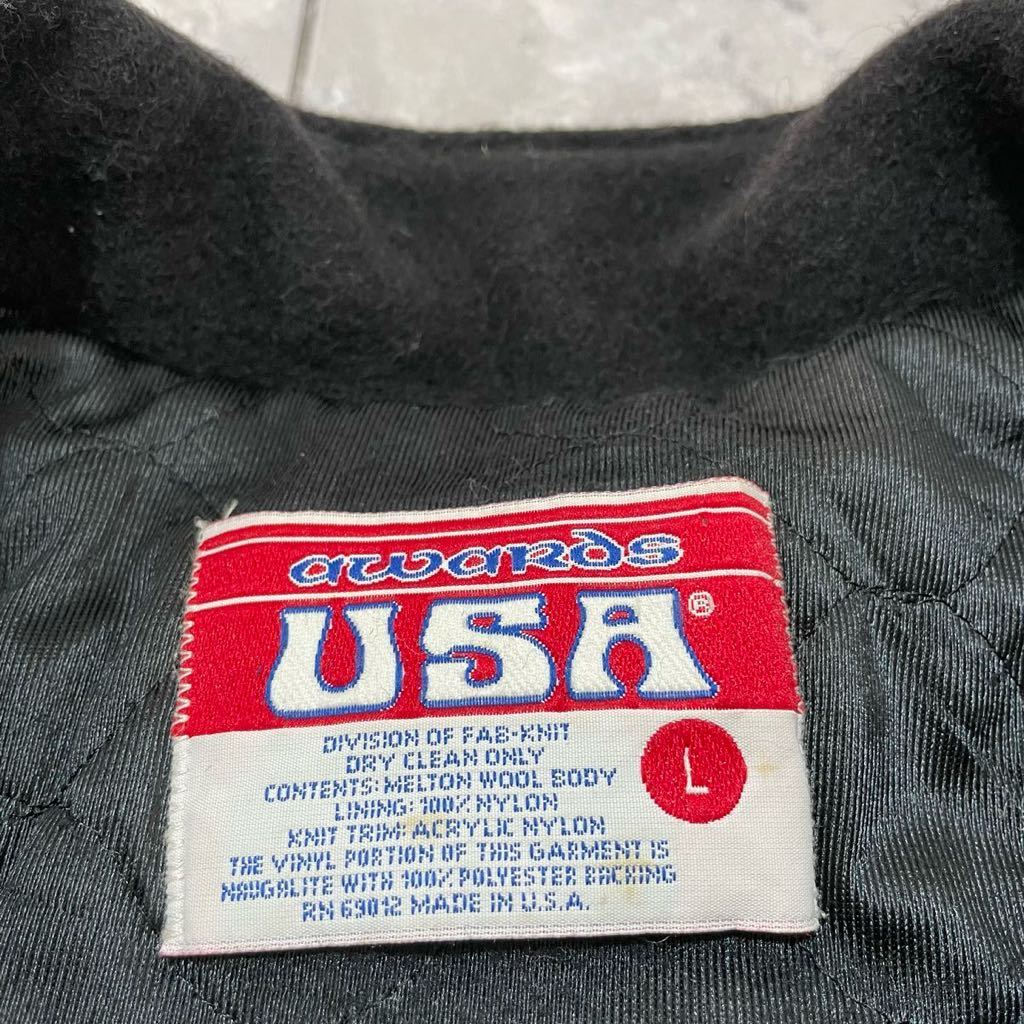 awards
USA®
DIVISION OF FAB-KNIT
DRY CLEAN ONLY
CONTENTS: MELTON WOOL BODY
LINING: 100% NYLON
KNIT TRIM: ACRYLIC NYLON
THE VINYL PORTION OF THIS GARMENT IS
NAUGALITE WITH 100% POLYESTER BACKING
RN 69012 MADE IN U.S.A.
L